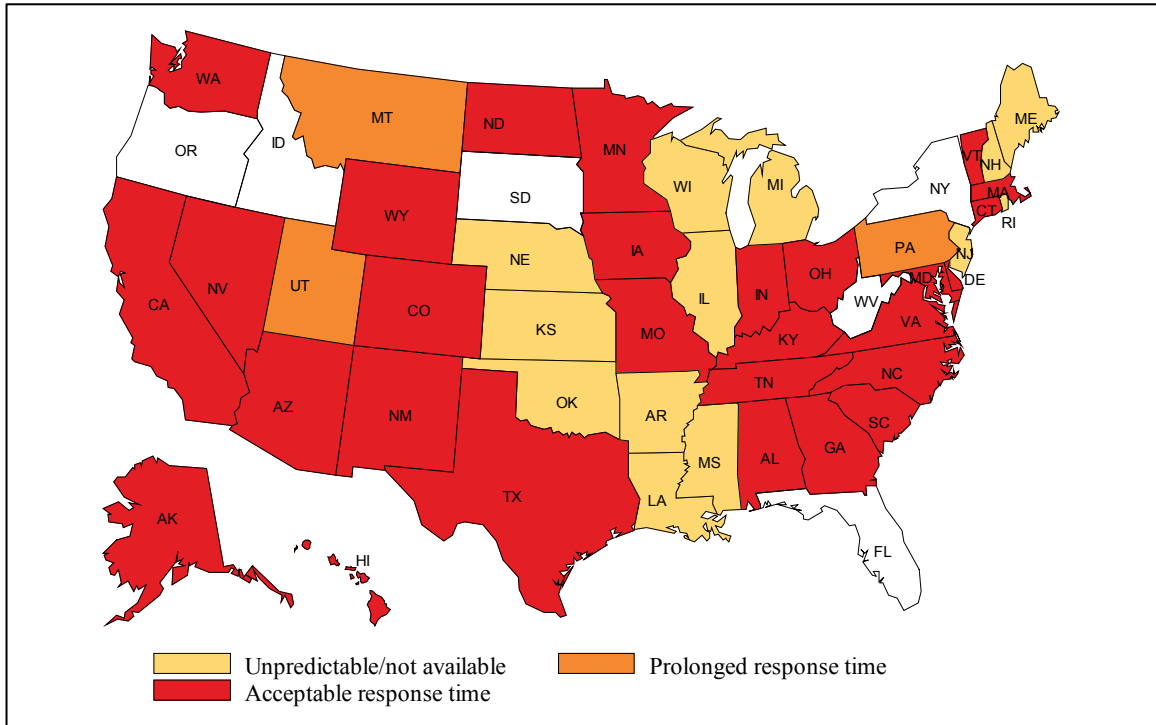 WA
MT
ND
MN
ME
VT
NH
ID
OR
SD
WI
MI
NY
MA
CT
RI
WY
IA
NE
PA
NJ
NV
UT
CO
CA
KS
MO
IL
IN
OH
MD
DE
WV
VA
KY
AZ
NM
OK
AR
TN
NC
SC
MS
AL
GA
TX
LA
AK
HI
FL
Unpredictable/not available
Prolonged response time
Acceptable response time